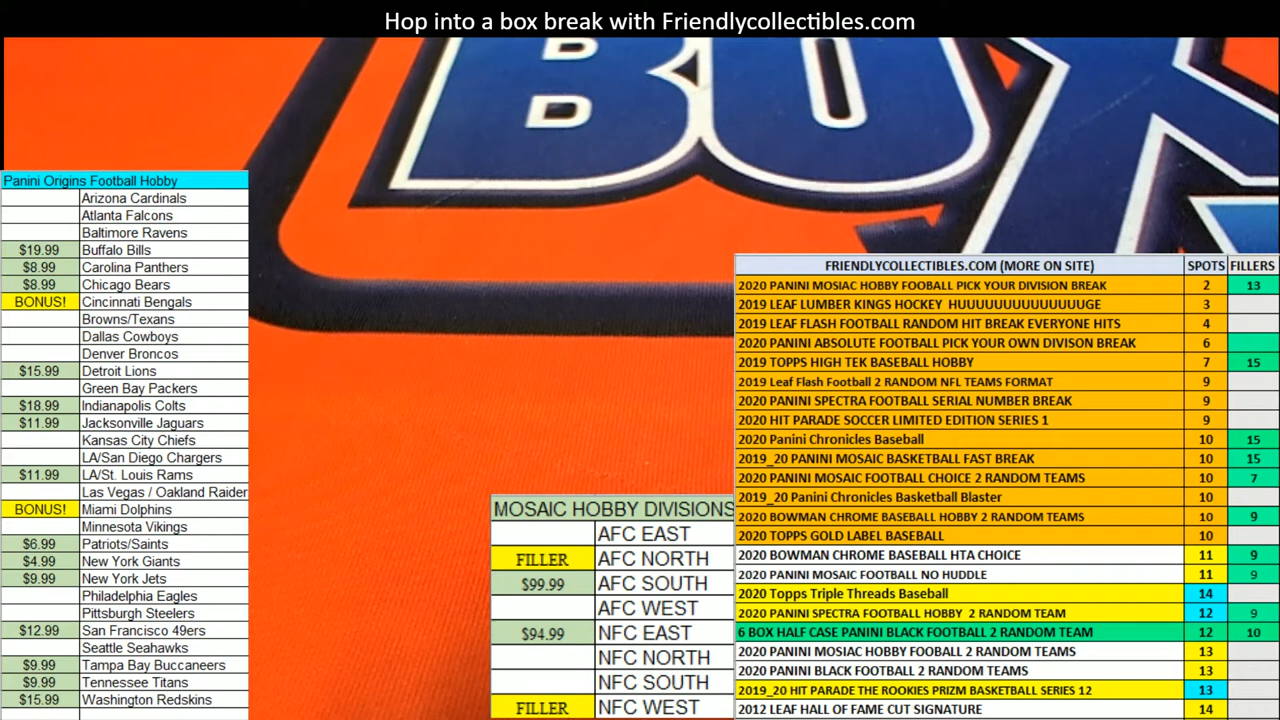 Hop into a box break with Friendlycollectibles.com
BOX
Panini Origins Football Hobby
Arizona Cardinals
Atlanta Falcons
Baltimore Ravens
$19.99 Buffalo Bills
$8.99 Carolina Panthers
$8.99 Chicago Bears
BONUS! Cincinnati Bengals
Browns/Texans
Dallas Cowboys
Denver Broncos
$15.99 Detroit Lions
Green Bay Packers
$18.99 Indianapolis Colts
$11.99 Jacksonville Jaguars
Kansas City Chiefs
LA/San Diego Chargers
$11.99 LA/St. Louis Rams
Las Vegas / Oakland Raider
BONUS! Miami Dolphins
Minnesota Vikings
$6.99 Patriots/Saints
$4.99 New York Giants
$9.99 New York Jets
Philadelphia Eagles
Pittsburgh Steelers
$12.99 San Francisco 49ers
Seattle Seahawks
$9.99 Tampa Bay Buccaneers
$9.99 Tennessee Titans
$15.99 Washington Redskins
MOSAIC HOBBY DIVISIONS
AFC EAST
FILLER AFC NORTH
$99.99 AFC SOUTH
AFC WEST
$94.99 NFC EAST
NFC NORTH
NFC SOUTH
FILLER NFC WEST
FRIENDLYCOLLECTIBLES.COM (MORE ON SITE) SPOTS FILLERS
2020 PANINI MOSIAC HOBBY FOOBALL PICK YOUR DIVISION BREAK 2 13
2019 LEAF LUMBER KINGS HOCKEY HUUUUUUUUUUUUUGE 3
2019 LEAF FLASH FOOTBALL RANDOM HIT BREAK EVERYONE HITS 4
2020 PANINI ABSOLUTE FOOTBALL PICK YOUR OWN DIVISON BREAK 6
2019 TOPPS HIGH TEK BASEBALL HOBBY 7 15
2019 Leaf Flash Football 2 RANDOM NFL TEAMS FORMAT 9
2020 PANINI SPECTRA FOOTBALL SERIAL NUMBER BREAK 9
2020 HIT PARADE SOCCER LIMITED EDITION SERIES 1 9
2020 Panini Chronicles Baseball 10 15
2019_20 PANINI MOSAIC BASKETBALL FAST BREAK 10 15
2020 PANINI MOSAIC FOOTBALL CHOICE 2 RANDOM TEAMS 10 7
2019_20 Panini Chronicles Basketball Blaster 10
2020 BOWMAN CHROME BASEBALL HOBBY 2 RANDOM TEAMS 10 9
2020 TOPPS GOLD LABEL BASEBALL 10
2020 BOWMAN CHROME BASEBALL HTA CHOICE 11 9
2020 PANINI MOSAIC FOOTBALL NO HUDDLE 11 9
2020 Topps Triple Threads Baseball 14
2020 PANINI SPECTRA FOOTBALL HOBBY 2 RANDOM TEAM 12 9
6 BOX HALF CASE PANINI BLACK FOOTBALL 2 RANDOM TEAM 12 10
2020 PANINI MOSIAC HOBBY FOOBALL 2 RANDOM TEAMS 13
2020 PANINI BLACK FOOTBALL 2 RANDOM TEAMS 13
2019_20 HIT PARADE THE ROOKIES PRIZM BASKETBALL SERIES 12 13
2012 LEAF HALL OF FAME CUT SIGNATURE 14